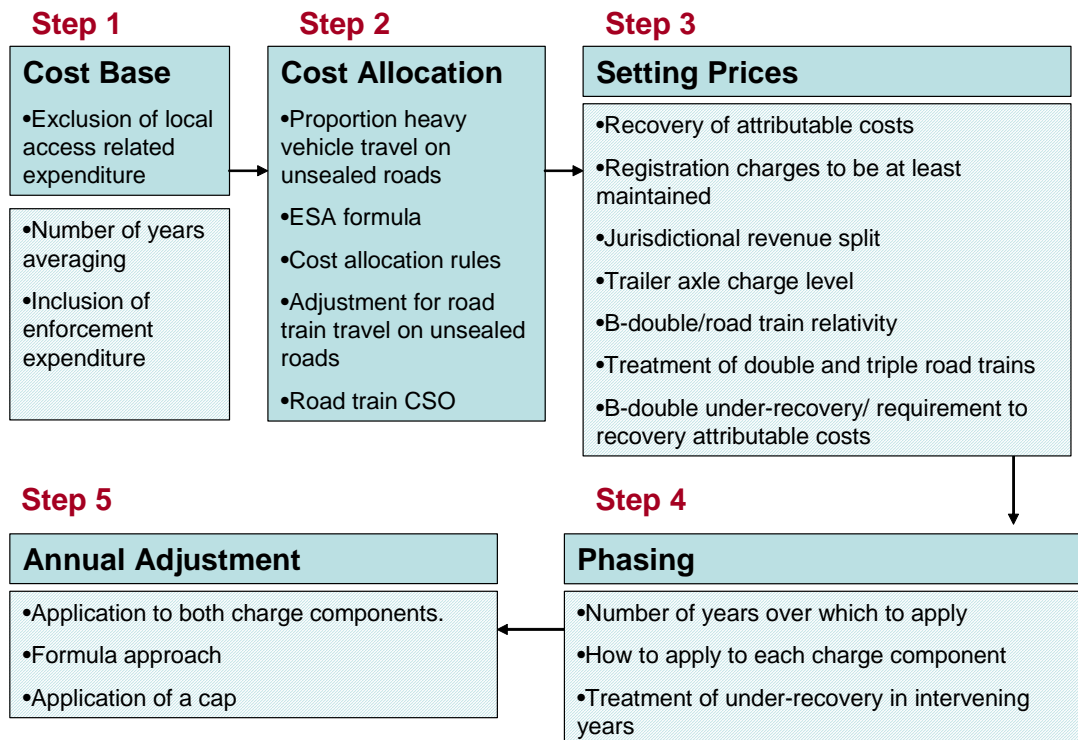 Step 1
Cost Base
•Exclusion of local
access related
expenditure
•Number of years
averaging
•Inclusion of
enforcement
expenditure
Step 2
Cost Allocation
•Proportion heavy
vehicle travel on
unsealed roads
•ESA formula
•Cost allocation rules
•Adjustment for road
train travel on unsealed
roads
•Road train CSO
Step 3
Setting Prices
•Recovery of attributable costs
•Registration charges to be at least
maintained
•Jurisdictional revenue split
•Trailer axle charge level
•B-double/road train relativity
•Treatment of double and triple road trains
•B-double under-recovery/ requirement to
recovery attributable costs
Step 4
Phasing
•Number of years over which to apply
•How to apply to each charge component
•Treatment of under-recovery in intervening
years
Step 5
Annual Adjustment
•Application to both charge components.
•Formula approach
•Application of a cap